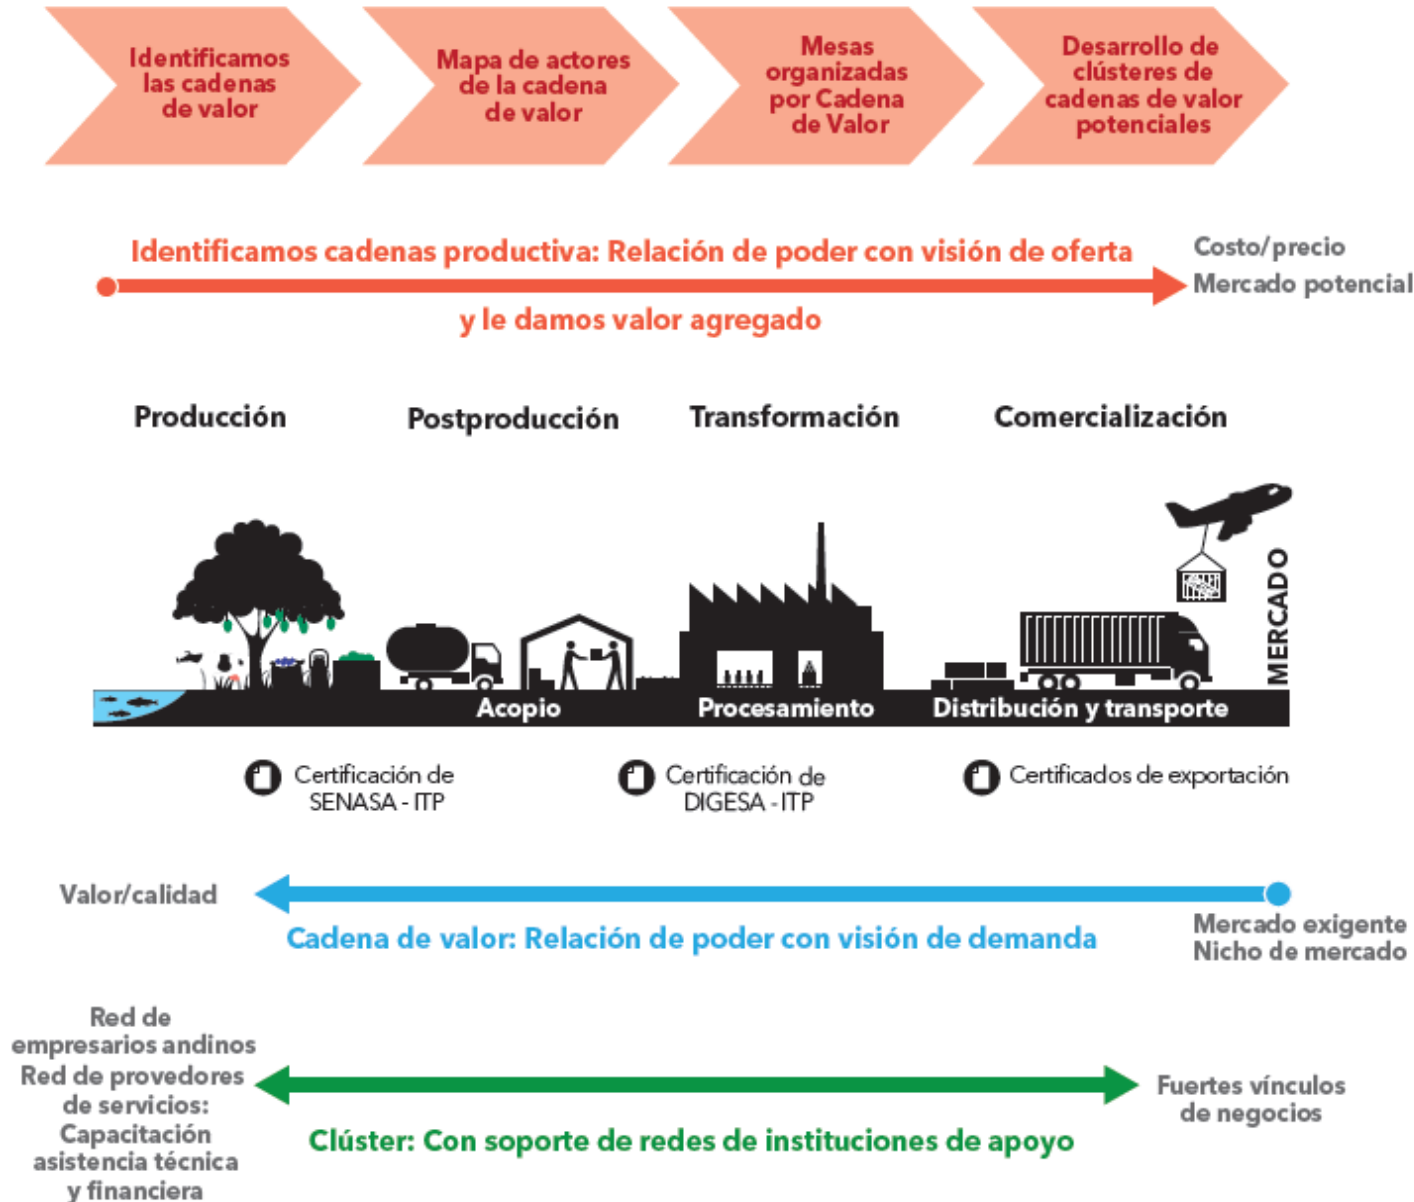 Identificamos
las cadenas
de valor
Mapa de actores
de la cadena
de valor
Mesas
organizadas
por Cadena
de Valor
Desarrollo de
clústeres de
cadenas de valor
potenciales
Identificamos cadenas productiva: Relación de poder con visión de oferta
y le damos valor agregado
Costo/precio
Mercado potencial
Producción
Postproducción
Transformación
Comercialización
MERCADO
Acopio
Procesamiento
Distribución y transporte
Certificación de
SENASA - ITP
Certificación de
DIGESA - ITP
Certificados de exportación
Valor/calidad
Cadena de valor: Relación de poder con visión de demanda
Mercado exigente
Nicho de mercado
Red de
empresarios andinos
Red de provedores
de servicios:
Capacitación
asistencia técnica
y financiera
Clúster: Con soporte de redes de instituciones de apoyo
Fuertes vínculos
de negocios